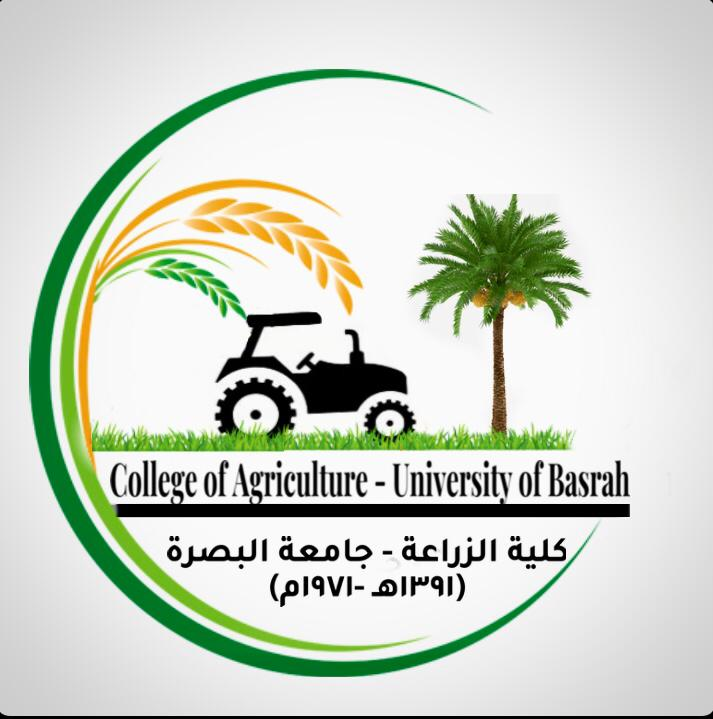 College of Agriculture - University of Basrah
كلية الزراعة - جامعة البصرة
(١٣٩١هـ -١٩٧١م)